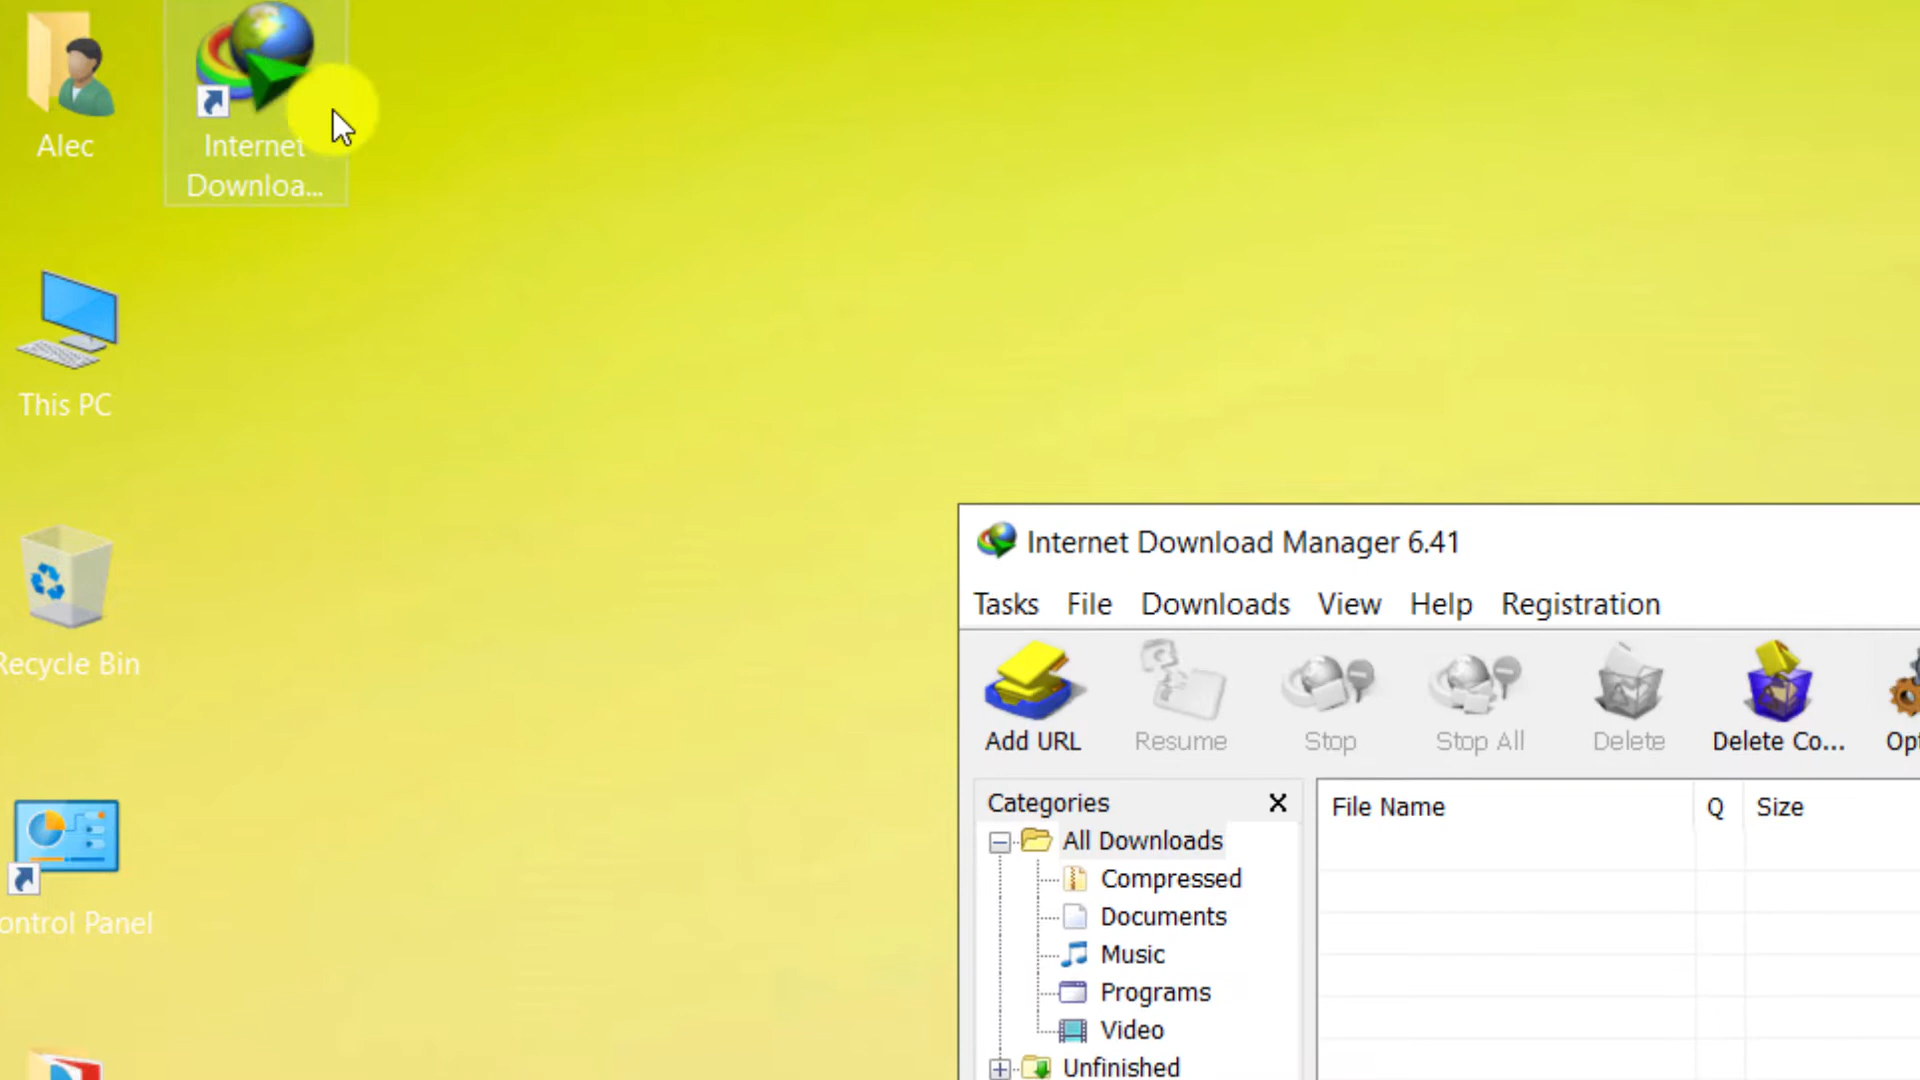 Alec
Internet
Downloa...
This PC
Recycle Bin
ontrol Panel
Internet Download Manager 6.41
Tasks File Downloads View Help Registration
Add URL Resume Stop Stop All Delete Delete Co... Opt
Categories
File Name Q Size
All Downloads
Compressed
Documents
Music
Programs
Video
Unfinished